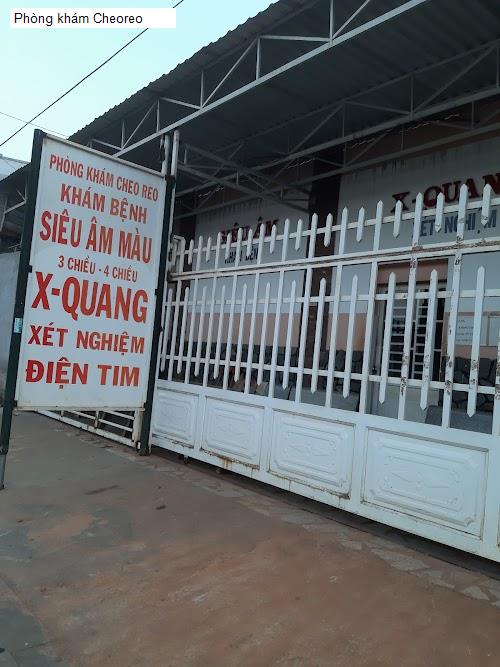 Phòng khám Cheoreo
PHÒNG KHÁM CHEO REO
KHÁM BỆNH
SIÊU ÂM MÀU
3 CHIỀU - 4 CHIỀU
X-QUANG
XÉT NGHIỆM
ĐIỆN TIM
X-QUAN